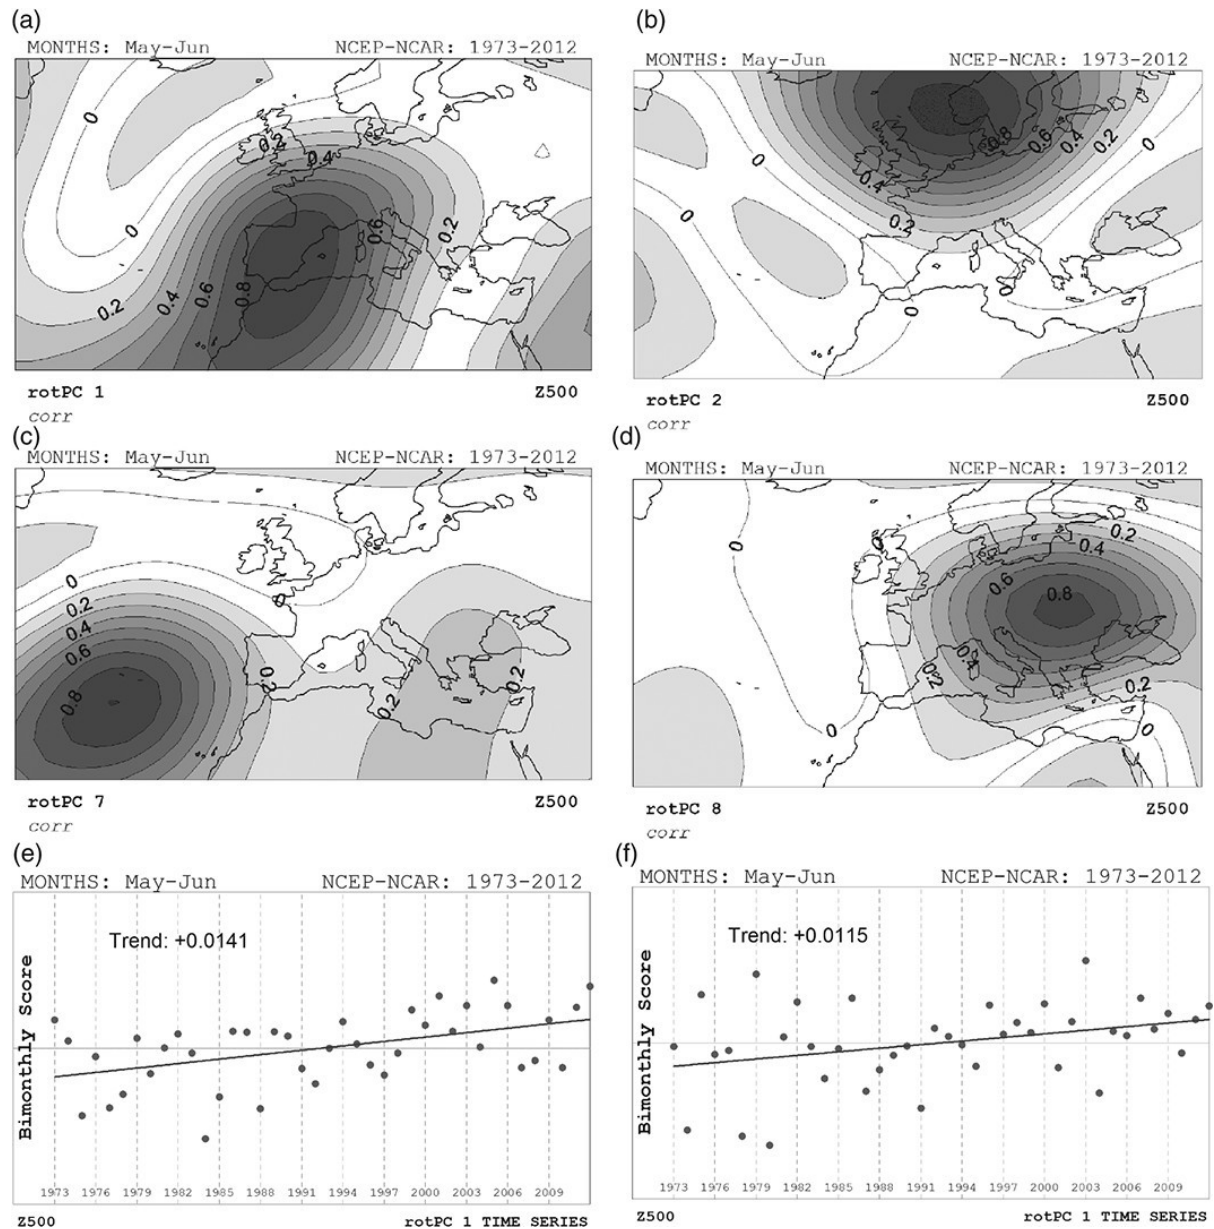 (a)
MONTHS: May-Jun NCEP-NCAR: 1973-2012
0
0.2
0.4
0
0.6
0.2
0.2
0.4
0.6
0.8
rotPC 1 Z500
corr
(b)
MONTHS: May-Jun NCEP-NCAR: 1973-2012
0.8
0.6
0.4
0.2
0
0
0.4
0
0.2
0
0
rotPC 2 Z500
corr
(c)
MONTHS: May-Jun NCEP-NCAR: 1973-2012
0
0.2
0
0.4
0.6
0.8
0.2
0.2
0.2
rotPC 7 Z500
corr
(d)
MONTHS: May-Jun NCEP-NCAR: 1973-2012
0.2
0
0
0.4
0.6
0.8
0.4
0.2
0.2
0
0
rotPC 8 Z500
corr
(e)
MONTHS: May-Jun NCEP-NCAR: 1973-2012
Trend: +0.0141
Bimonthly Score
1973 1976 1979 1982 1985 1988 1991 1994 1997 2000 2003 2006 2009
Z500 rotPC 1 TIME SERIES
(f)
MONTHS: May-Jun NCEP-NCAR: 1973-2012
Trend: +0.0115
Bimonthly Score
1973 1976 1979 1982 1985 1988 1991 1994 1997 2000 2003 2006 2009
Z500 rotPC 1 TIME SERIES